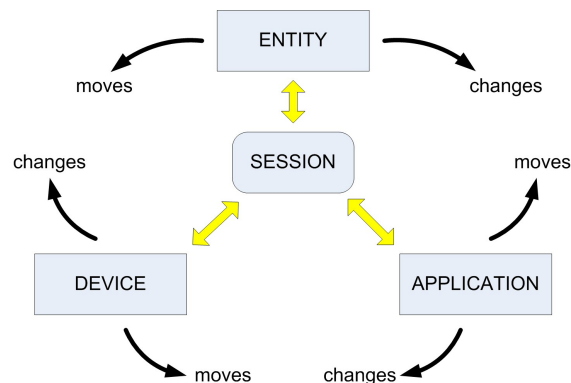 ENTITY
moves
changes
SESSION
changes
moves
DEVICE
APPLICATION
moves
changes